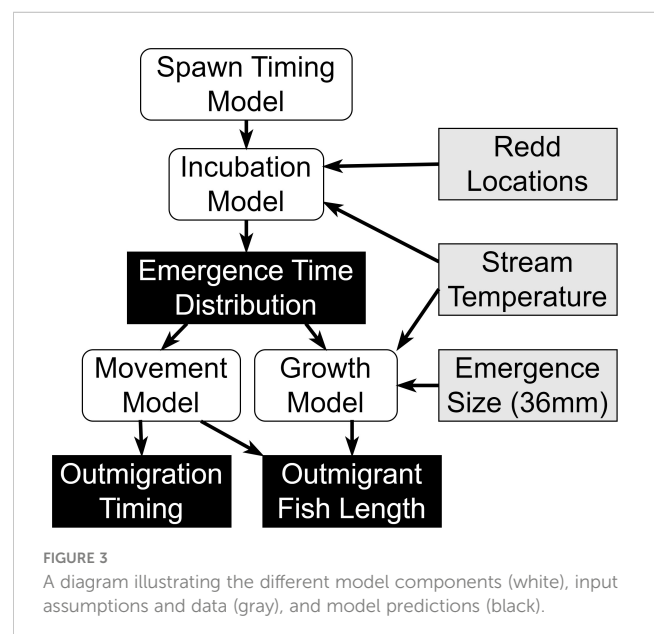 Spawn Timing
Model
Incubation
Model
Redd
Locations
Emergence Time
Distribution
Stream
Temperature
Movement
Model
Growth
Model
Emergence
Size (36mm)
Outmigration
Timing
Outmigrant
Fish Length
FIGURE 3
A diagram illustrating the different model components (white), input
assumptions and data (gray), and model predictions (black).